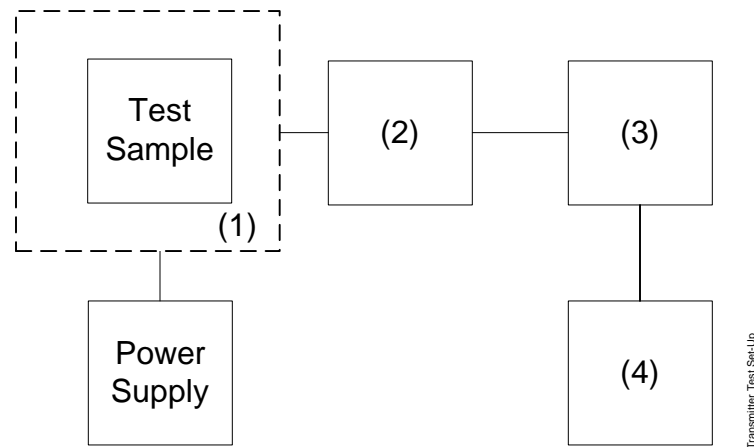 Test
Sample
(1)
(2)
(3)
Power
Supply
(4)
Transmitter Test Set-Up